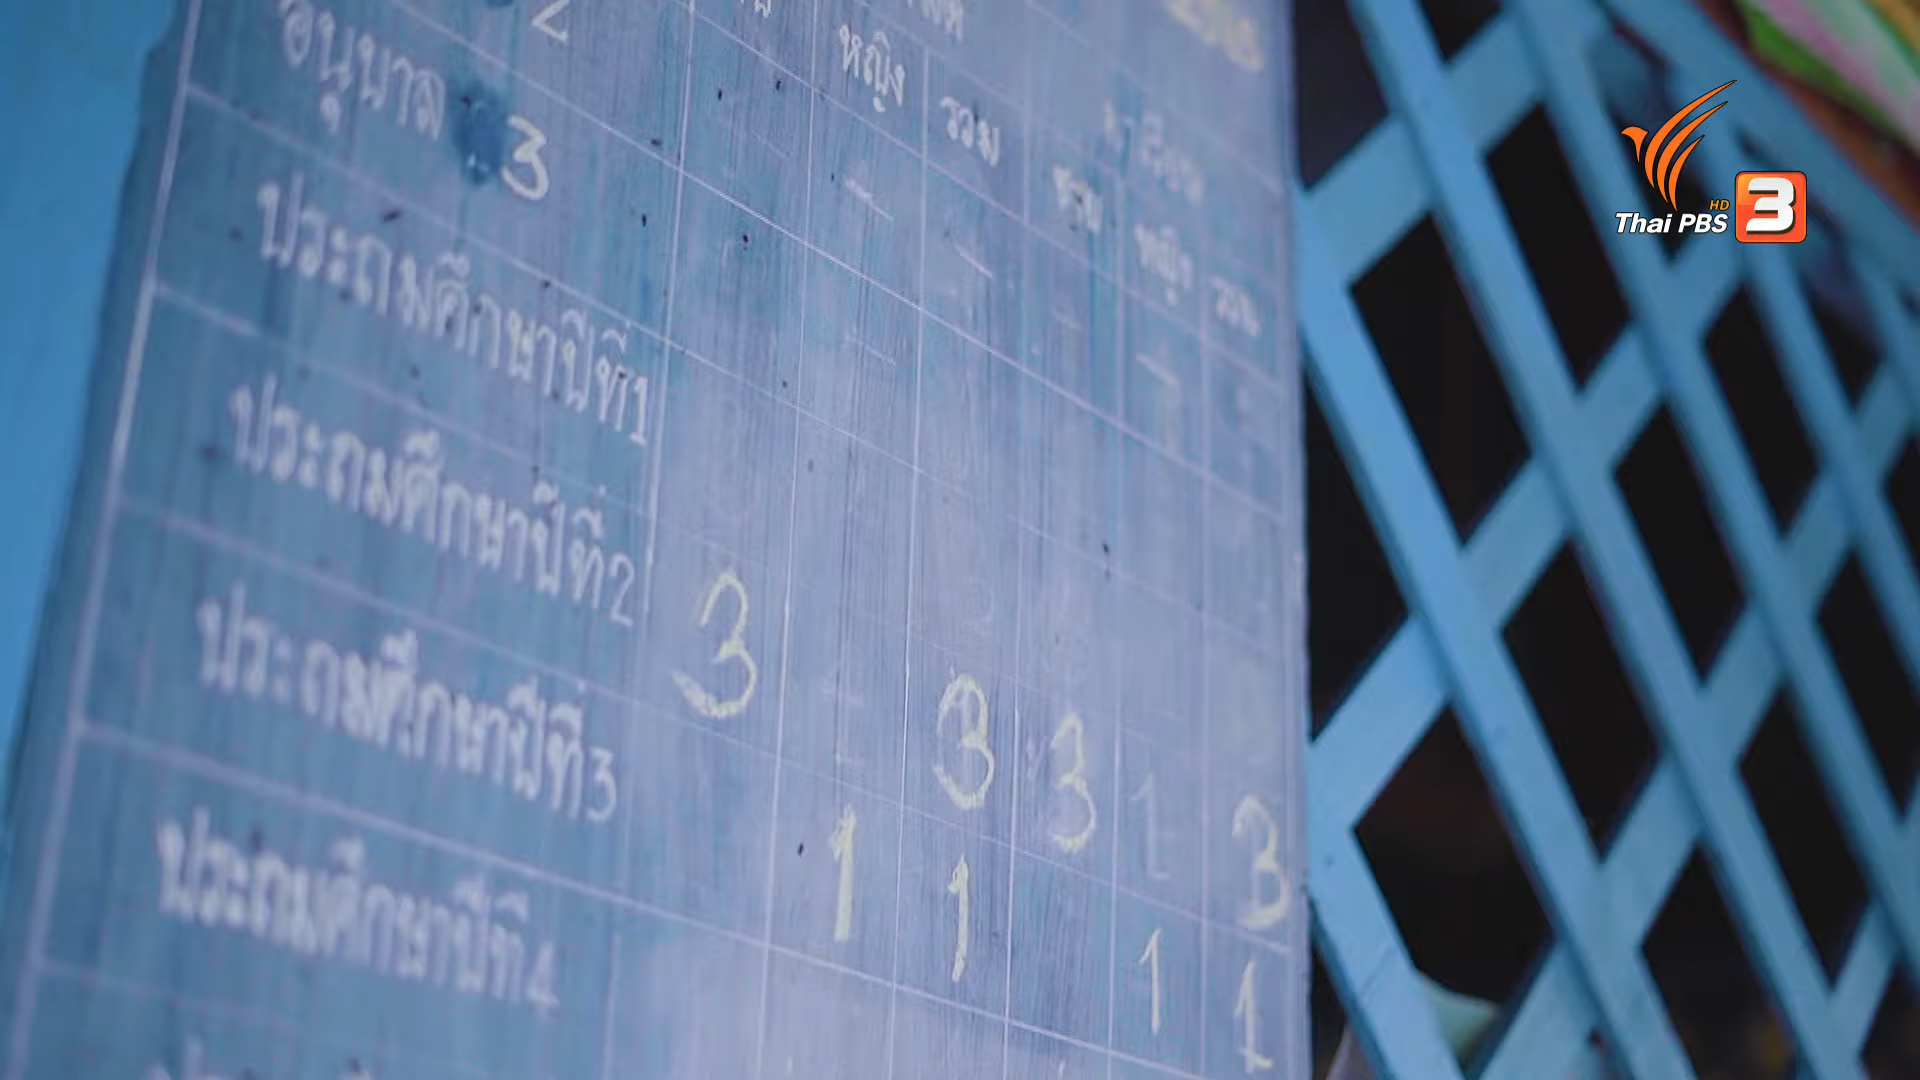 2
หญิง
รวม
ชาย
หญิง
รวม
อนุบาล 3
ประถมศึกษาปีที่1
ประถมศึกษาปีที่2
3 - 3 3 3
ประถมศึกษาปีที่3
1 1 1 1
ประถมศึกษาปีที่4
Thai PBS HD 3